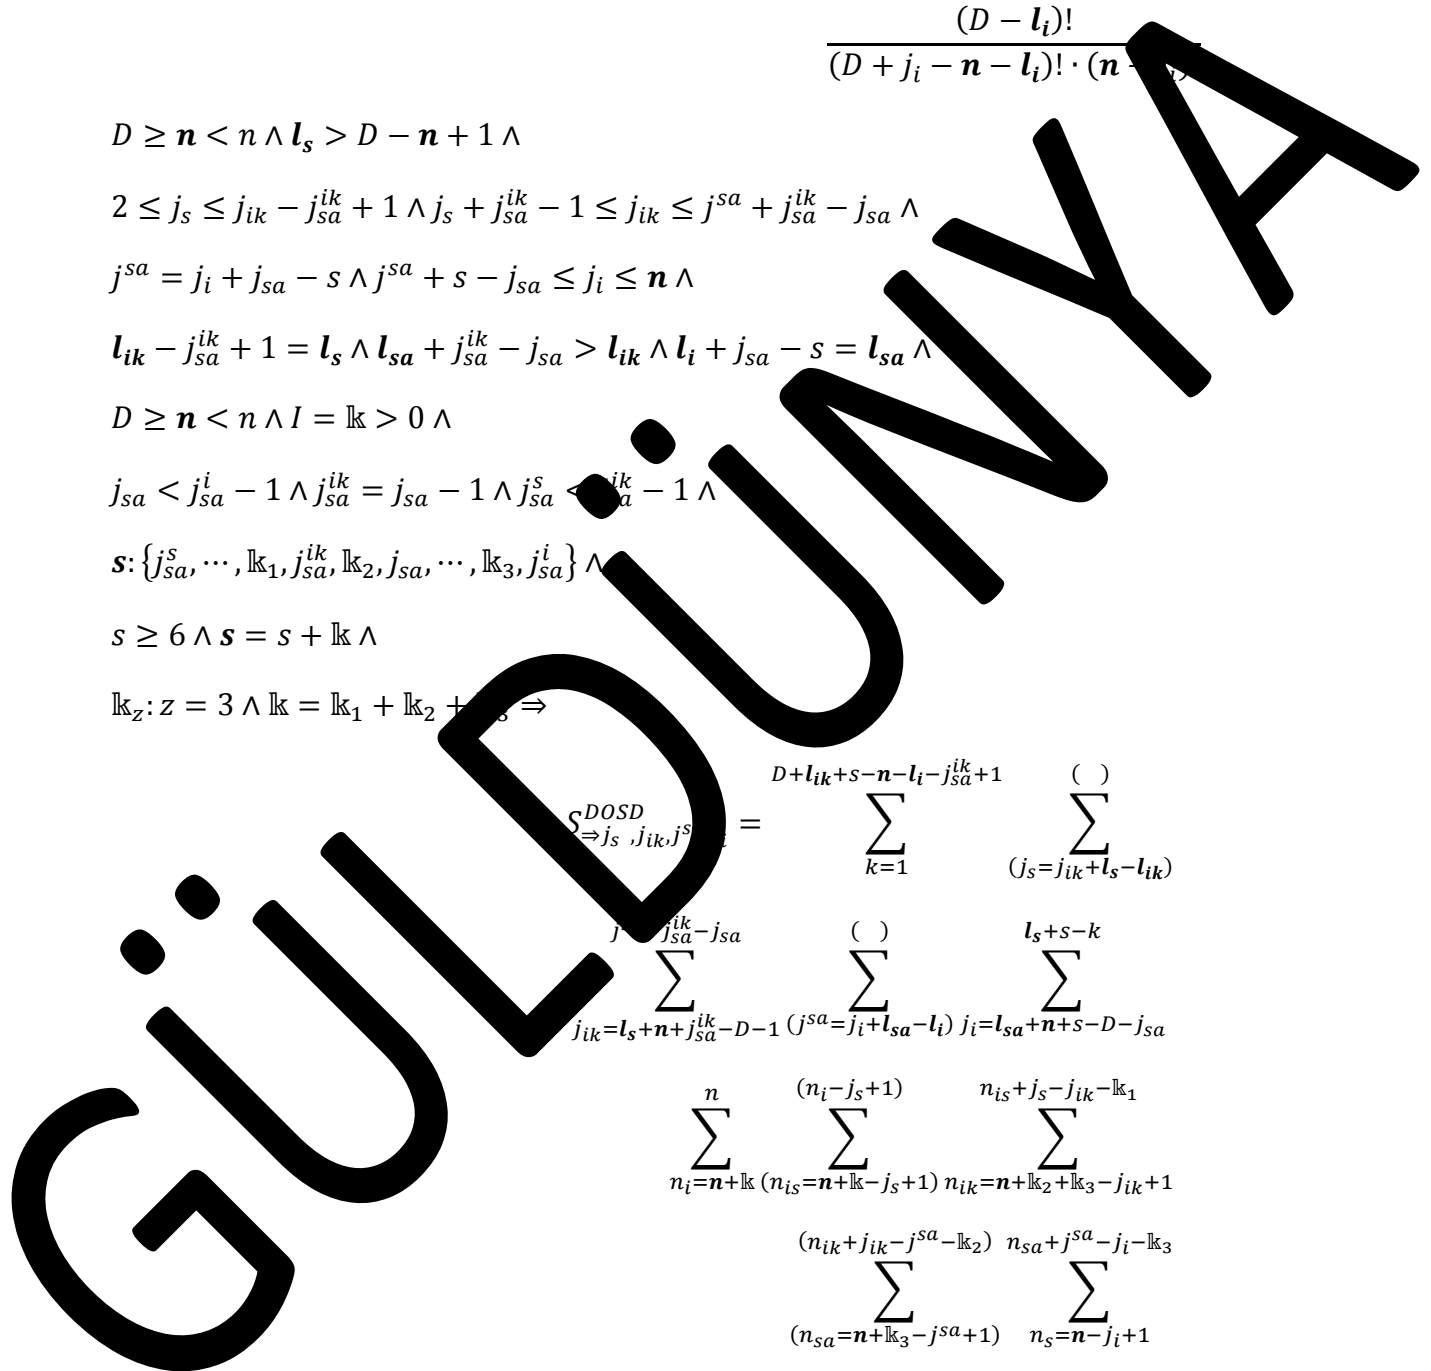 (D − l_i)!
(D + j_i − n − l_i)! · (n
D ≥ n < n ∧ l_s > D − n + 1 ∧
2 ≤ j_s ≤ j_ik − j_sa^ik + 1 ∧ j_s + j_sa^ik − 1 ≤ j_ik ≤ j^sa + j_sa^ik − j_sa ∧
j^sa = j_i + j_sa − s ∧ j^sa + s − j_sa ≤ j_i ≤ n ∧
l_ik − j_sa^ik + 1 = l_s ∧ l_sa + j_sa^ik − j_sa > l_ik ∧ l_i + j_sa − s = l_sa ∧
D ≥ n < n ∧ I = 𝕜 > 0 ∧
j_sa < j_sa^i − 1 ∧ j_sa^ik = j_sa − 1 ∧ j_sa^s < − 1 ∧
s: {j_sa^s, ⋯ , 𝕜_1, j_sa^ik, 𝕜_2, j_sa, ⋯ , 𝕜_3, j_sa^i} ∧
s ≥ 6 ∧ s = s + 𝕜 ∧
𝕜_z: z = 3 ∧ 𝕜 = 𝕜_1 + 𝕜_2 + ⇒
D+l_ik+s−n−l_i−j_sa^ik+1 ( )
S^DOSD_⇒j_s ,j_ik, = ∑ ∑
k=1 (j_s=j_ik+l_s−l_ik)
j_sa^ik−j_sa ( ) l_s+s−k
∑ ∑ ∑
j_ik=l_s+n+j_sa^ik−D−1 (j^sa=j_i+l_sa−l_i) j_i=l_sa+n+s−D−j_sa
n (n_i−j_s+1) n_is+j_s−j_ik−𝕜_1
∑ ∑ ∑
n_i=n+𝕜 (n_is=n+𝕜−j_s+1) n_ik=n+𝕜_2+𝕜_3−j_ik+1
(n_ik+j_ik−j^sa−𝕜_2) n_sa+j^sa−j_i−𝕜_3
∑ ∑
(n_sa=n+𝕜_3−j^sa+1) n_s=n−j_i+1
GÜLDÜNYA